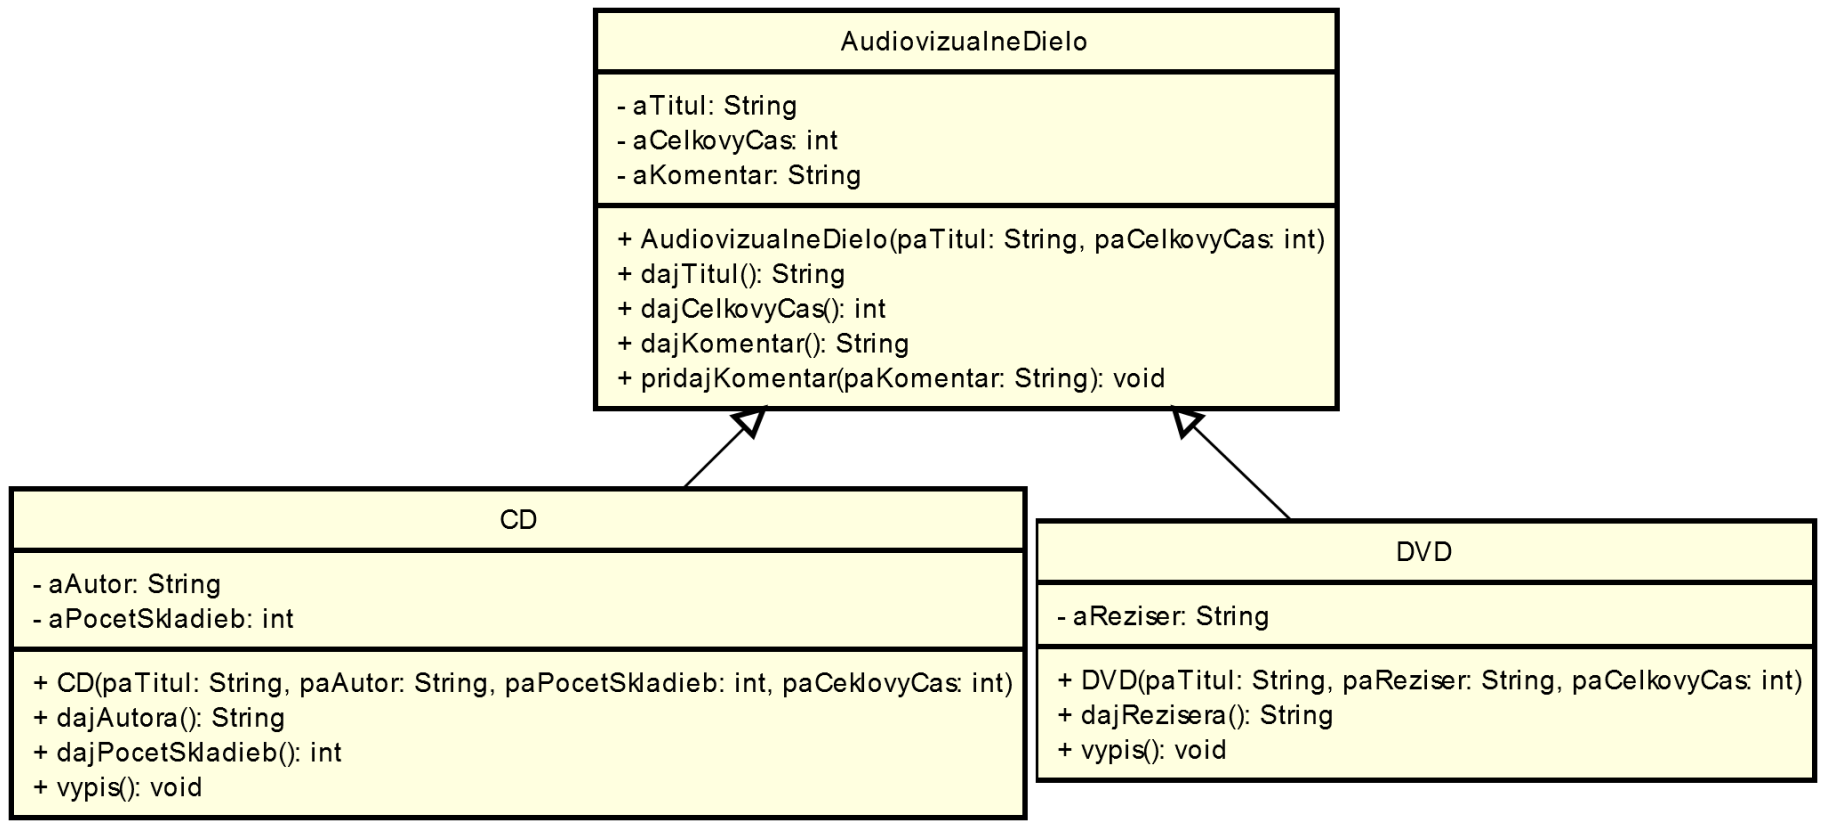 AudiovizualneDielo
- aTitul: String
- aCelkovyCas: int
- aKomentar: String
+ AudiovizualneDielo(paTitul: String, paCelkovyCas: int)
+ dajTitul(): String
+ dajCelkovyCas(): int
+ dajKomentar(): String
+ pridajKomentar(paKomentar: String): void
CD
- aAutor: String
- aPocetSkladieb: int
+ CD(paTitul: String, paAutor: String, paPocetSkladieb: int, paCeklovyCas: int)
+ dajAutora(): String
+ dajPocetSkladieb(): int
+ vypis(): void
DVD
- aReziser: String
+ DVD(paTitul: String, paReziser: String, paCelkovyCas: int)
+ dajRezisera(): String
+ vypis(): void